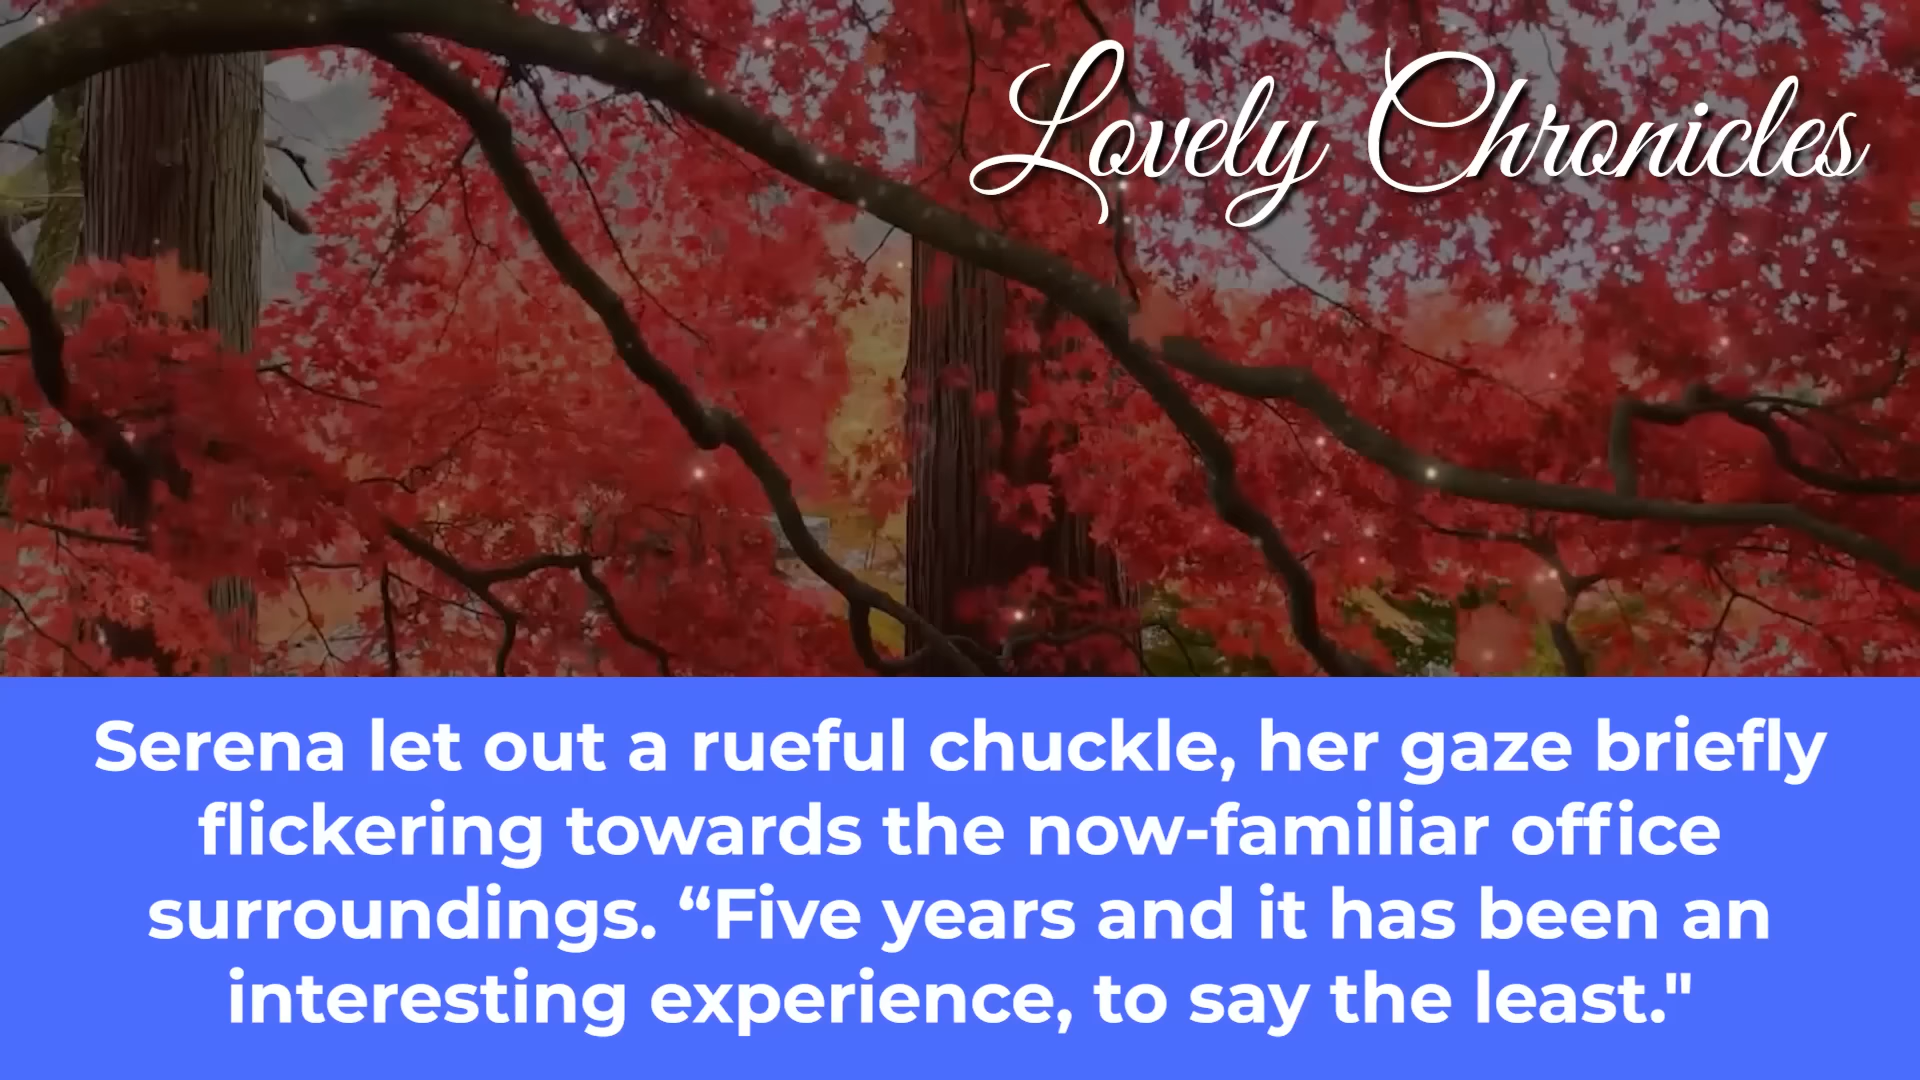 Lovely Chronicles
Serena let out a rueful chuckle, her gaze briefly
flickering towards the now-familiar office
surroundings. “Five years and it has been an
interesting experience, to say the least."